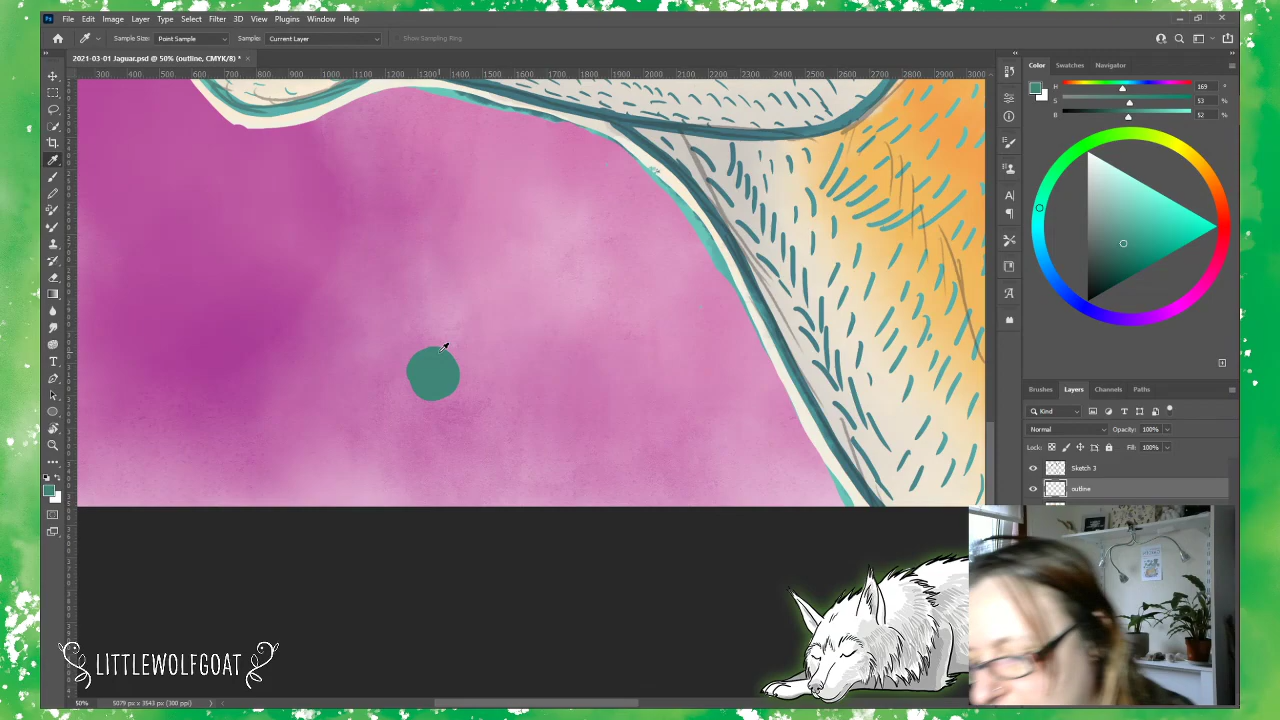 File Edit Image Layer Type Select Filter 3D View Plugins Window Help
Sample Size: Point Sample Sample: Current Layer Show Sampling Ring
2021-03-01 Jaguar.psd @ 50% (outline, CMYK/8) *
300 400 500 600 700 800 900 1000 1100 1200 1300 1400 1500 1600 1700 1800 1900 2000 2100 2200 2300 2400 2500 2600 2700 2800 2900 3000
Color Swatches Navigator
H 169 °
S 53 %
B 52 %
Brushes Layers Channels Paths
Kind
Normal Opacity: 100%
Lock: Fill: 100%
Sketch 3
outline
LITTLEWOLFGOAT
50% 5079 px x 3543 px (300 ppi)